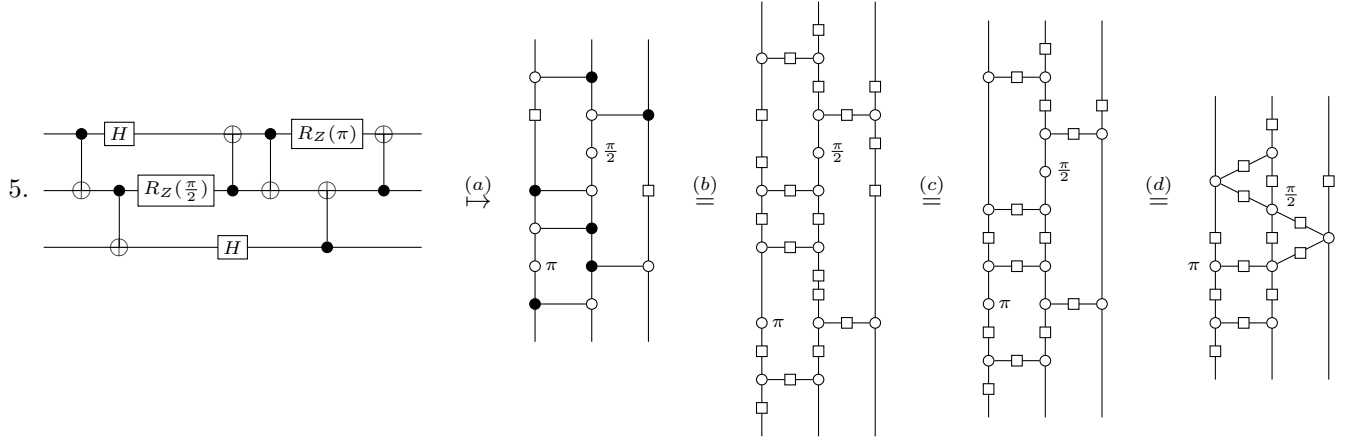 5.
H
R_Z(π)
R_Z(π/2)
H
(a)
↦
π/2
π
(b)
=
π/2
π
(c)
=
π/2
π
(d)
=
π/2
π